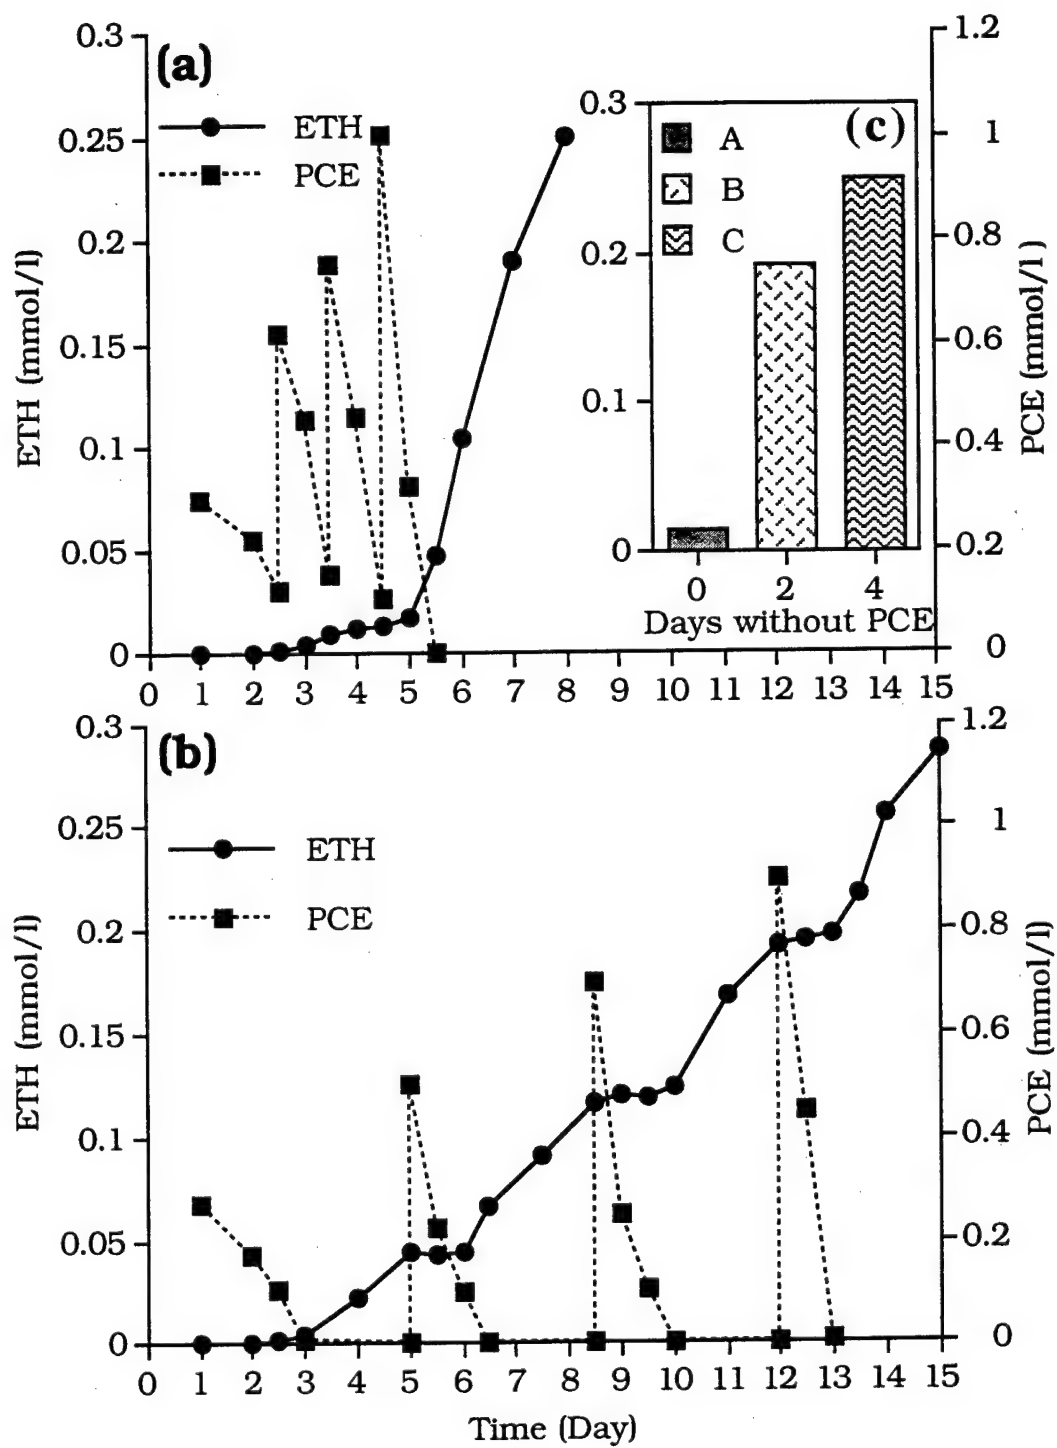 (a)
ETH
PCE
0.3
0.25
0.2
0.15
0.1
0.05
0
ETH (mmol/l)
1.2
1
0.8
0.6
0.4
0.2
0
PCE (mmol/l)
0 1 2 3 4 5 6 7 8 9 10 11 12 13 14 15
(c)
A
B
C
0.3
0.2
0.1
0
0 2 4
Days without PCE
(b)
ETH
PCE
0.3
0.25
0.2
0.15
0.1
0.05
0
ETH (mmol/l)
1.2
1
0.8
0.6
0.4
0.2
0
PCE (mmol/l)
0 1 2 3 4 5 6 7 8 9 10 11 12 13 14 15
Time (Day)